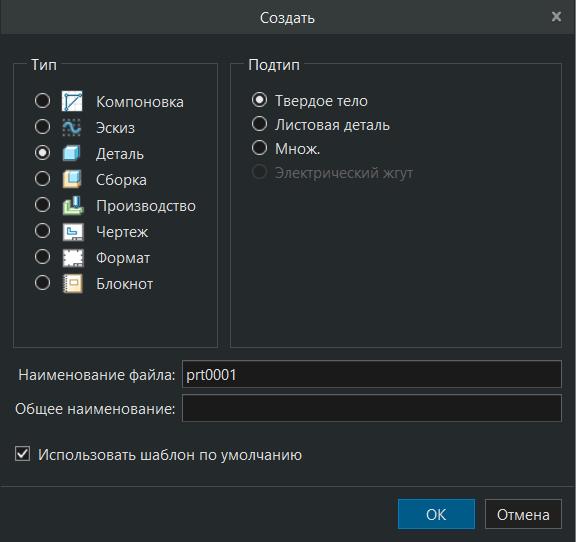 Создать
Тип
Компоновка
Эскиз
Деталь
Сборка
Производство
Чертеж
Формат
Блокнот
Подтип
Твердое тело
Листовая деталь
Множ.
Электрический жгут
Наименование файла: prt0001
Общее наименование:
Использовать шаблон по умолчанию
OK Отмена